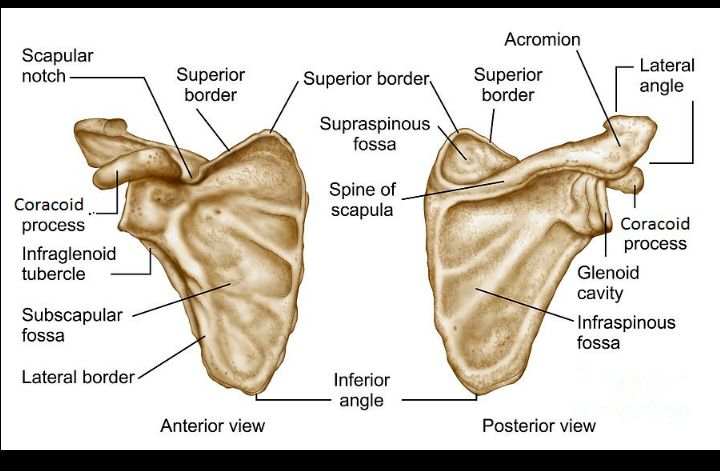 Scapular
notch
Superior
border
Superior border
Superior
border
Acromion
Lateral
angle
Supraspinous
fossa
Spine of
scapula
Coracoid
process
Infraglenoid
tubercle
Subscapular
fossa
Lateral border
Coracoid
process
Glenoid
cavity
Infraspinous
fossa
Inferior
angle
Anterior view
Posterior view